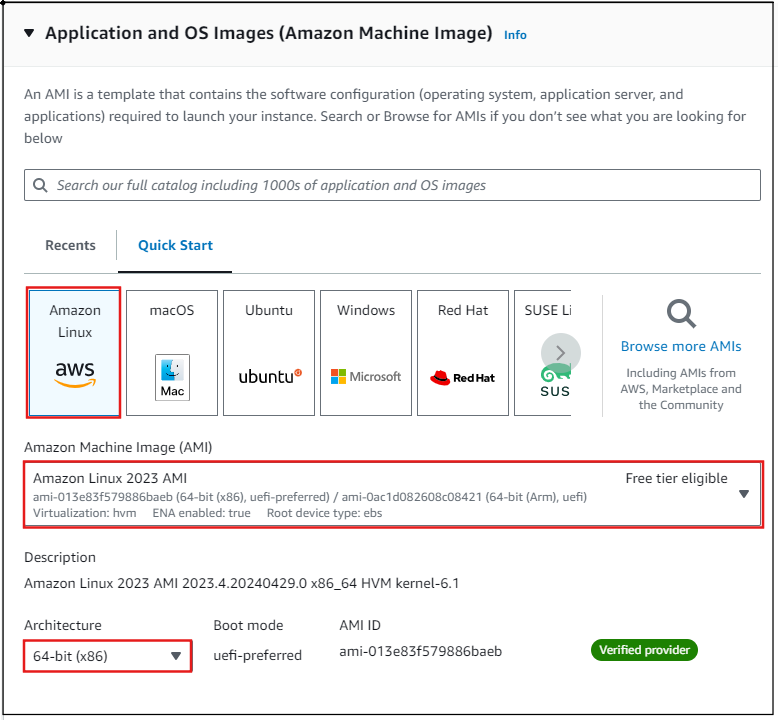 Application and OS Images (Amazon Machine Image) Info
An AMI is a template that contains the software configuration (operating system, application server, and
applications) required to launch your instance. Search or Browse for AMIs if you don't see what you are looking for
below
Search our full catalog including 1000s of application and OS images
Recents
Quick Start
Amazon
Linux
aws
macOS
Mac
Ubuntu
ubuntu
Windows
Microsoft
Red Hat
Red Hat
SUSE Li
SUS
Browse more AMIs
Including AMIs from
AWS, Marketplace and
the Community
Amazon Machine Image (AMI)
Amazon Linux 2023 AMI Free tier eligible
ami-013e83f579886baeb (64-bit (x86), uefi-preferred) / ami-0ac1d082608c08421 (64-bit (Arm), uefi)
Virtualization: hvm ENA enabled: true Root device type: ebs
Description
Amazon Linux 2023 AMI 2023.4.20240429.0 x86_64 HVM kernel-6.1
Architecture Boot mode AMI ID
64-bit (x86) uefi-preferred ami-013e83f579886baeb Verified provider